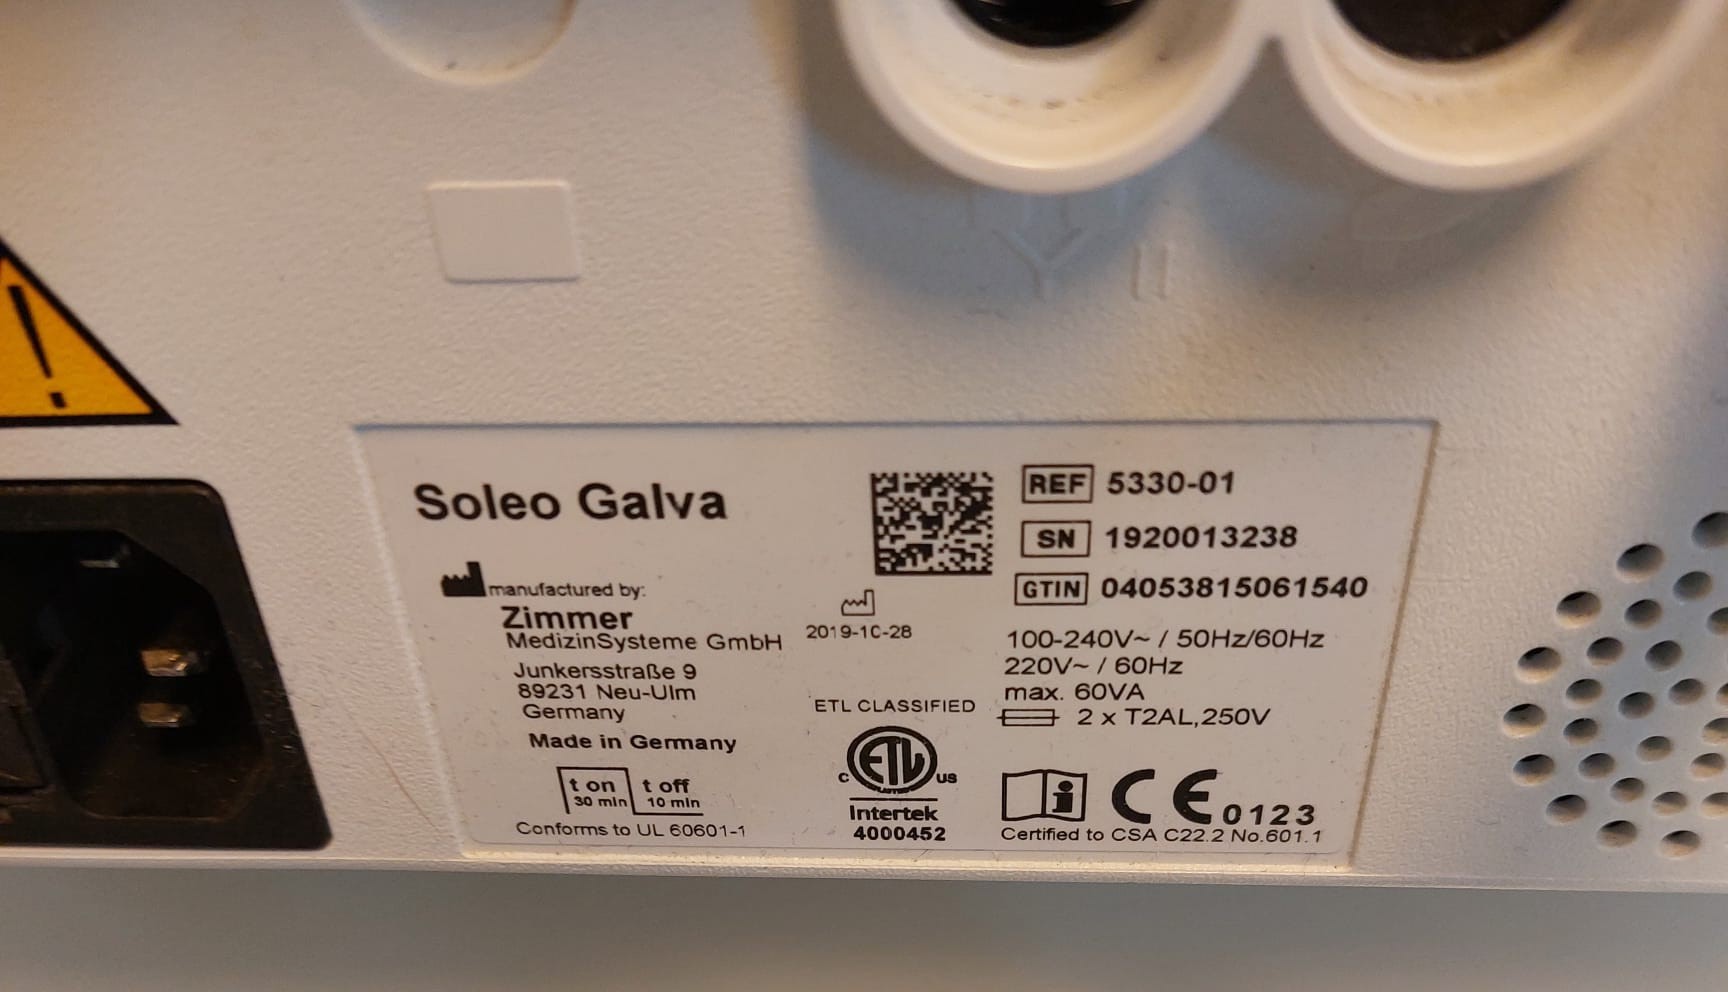 Soleo Galva
manufactured by:
Zimmer
MedizinSysteme GmbH
Junkersstraße 9
89231 Neu-Ulm
Germany
Made in Germany
t on t off
30 min 10 min
Conforms to UL 60601-1
2019-10-28
ETL CLASSIFIED
ETL
C US
Intertek
4000452
REF 5330-01
SN 1920013238
GTIN 04053815061540
100-240V~ / 50Hz/60Hz
220V~ / 60Hz
max. 60VA
2 x T2AL,250V
i CE 0123
Certified to CSA C22.2 No.601.1